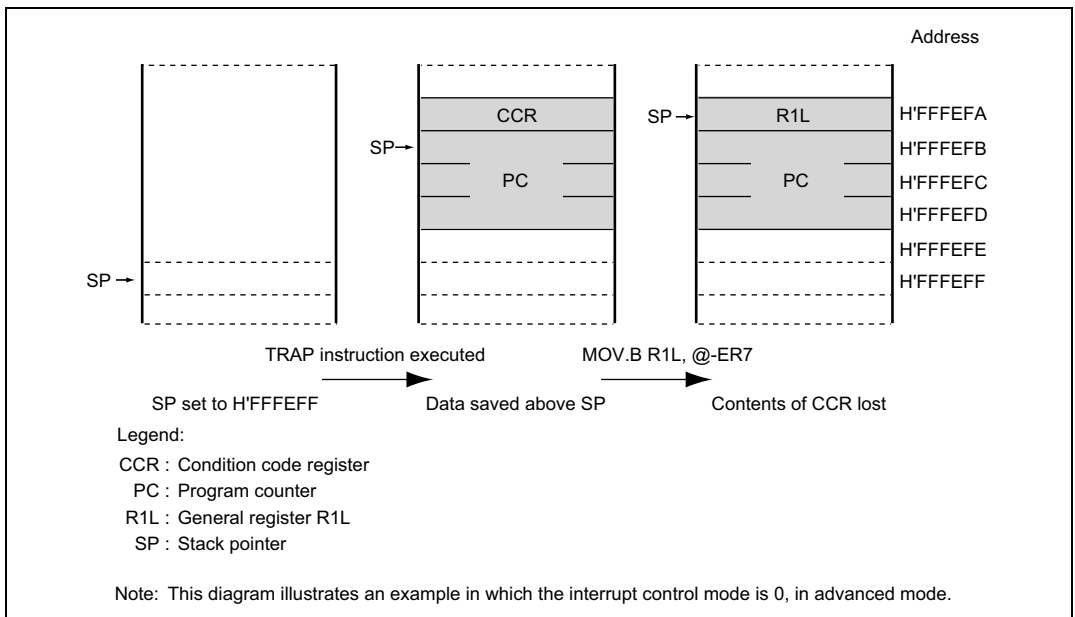 Address
CCR
SP
R1L
H'FFFEFA
SP
H'FFFEFB
PC
PC
H'FFFEFC
H'FFFEFD
H'FFFEFE
SP
H'FFFEFF
TRAP instruction executed
MOV.B R1L, @-ER7
SP set to H'FFFEFF
Data saved above SP
Contents of CCR lost
Legend:
CCR : Condition code register
PC : Program counter
R1L : General register R1L
SP : Stack pointer
Note: This diagram illustrates an example in which the interrupt control mode is 0, in advanced mode.